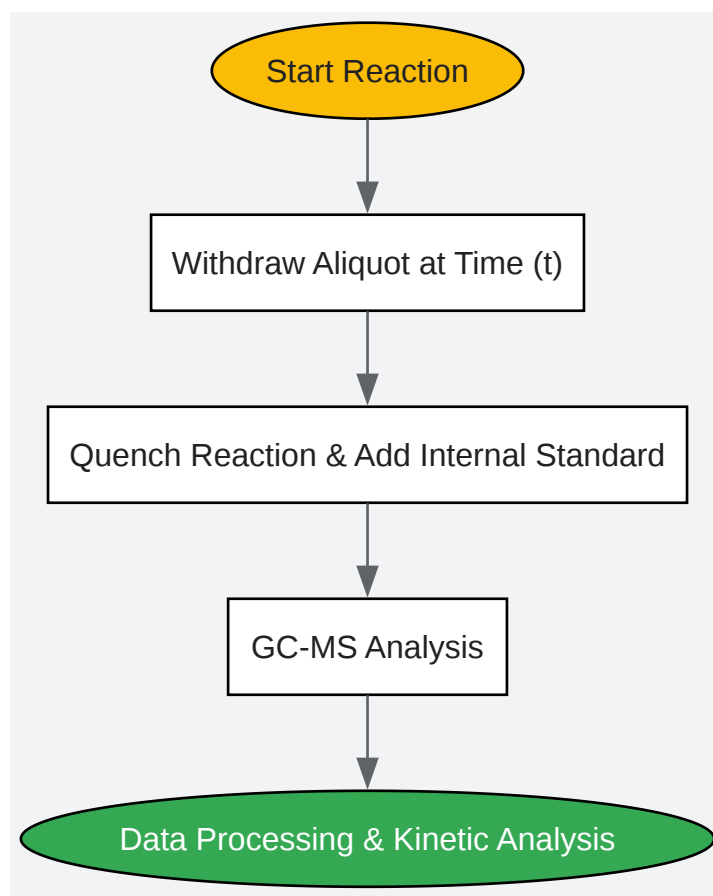 Start Reaction
Withdraw Aliquot at Time (t)
Quench Reaction & Add Internal Standard
GC-MS Analysis
Data Processing & Kinetic Analysis